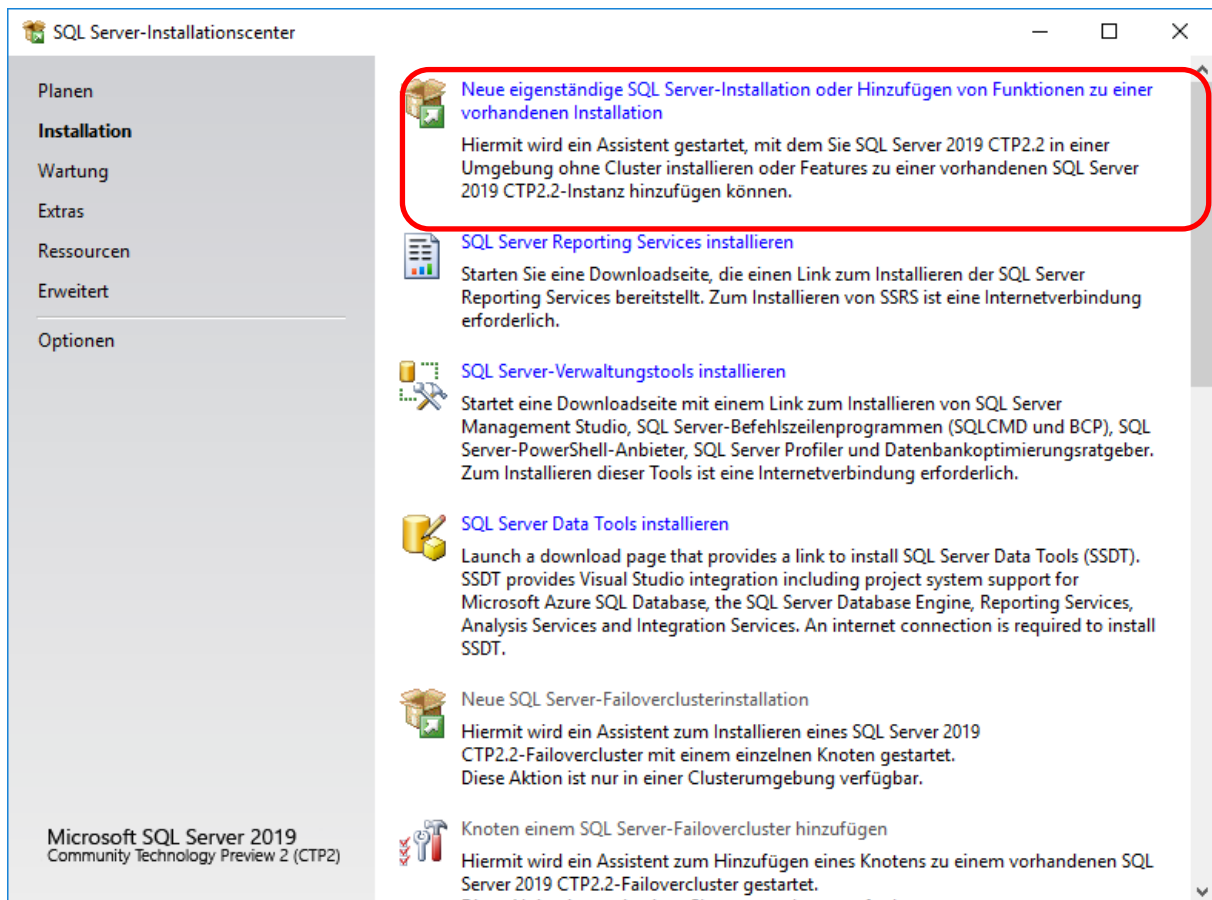 SQL Server-Installationscenter
Planen
Installation
Wartung
Extras
Ressourcen
Erweitert
Optionen
Microsoft SQL Server 2019
Community Technology Preview 2 (CTP2)
Neue eigenständige SQL Server-Installation oder Hinzufügen von Funktionen zu einer
vorhandenen Installation
Hiermit wird ein Assistent gestartet, mit dem Sie SQL Server 2019 CTP2.2 in einer
Umgebung ohne Cluster installieren oder Features zu einer vorhandenen SQL Server
2019 CTP2.2-Instanz hinzufügen können.
SQL Server Reporting Services installieren
Starten Sie eine Downloadseite, die einen Link zum Installieren der SQL Server
Reporting Services bereitstellt. Zum Installieren von SSRS ist eine Internetverbindung
erforderlich.
SQL Server-Verwaltungstools installieren
Startet eine Downloadseite mit einem Link zum Installieren von SQL Server
Management Studio, SQL Server-Befehlszeilenprogrammen (SQLCMD und BCP), SQL
Server-PowerShell-Anbieter, SQL Server Profiler und Datenbankoptimierungsratgeber.
Zum Installieren dieser Tools ist eine Internetverbindung erforderlich.
SQL Server Data Tools installieren
Launch a download page that provides a link to install SQL Server Data Tools (SSDT).
SSDT provides Visual Studio integration including project system support for
Microsoft Azure SQL Database, the SQL Server Database Engine, Reporting Services,
Analysis Services and Integration Services. An internet connection is required to install
SSDT.
Neue SQL Server-Failoverclusterinstallation
Hiermit wird ein Assistent zum Installieren eines SQL Server 2019
CTP2.2-Failovercluster mit einem einzelnen Knoten gestartet.
Diese Aktion ist nur in einer Clusterumgebung verfügbar.
Knoten einem SQL Server-Failovercluster hinzufügen
Hiermit wird ein Assistent zum Hinzufügen eines Knotens zu einem vorhandenen SQL
Server 2019 CTP2.2-Failovercluster gestartet.